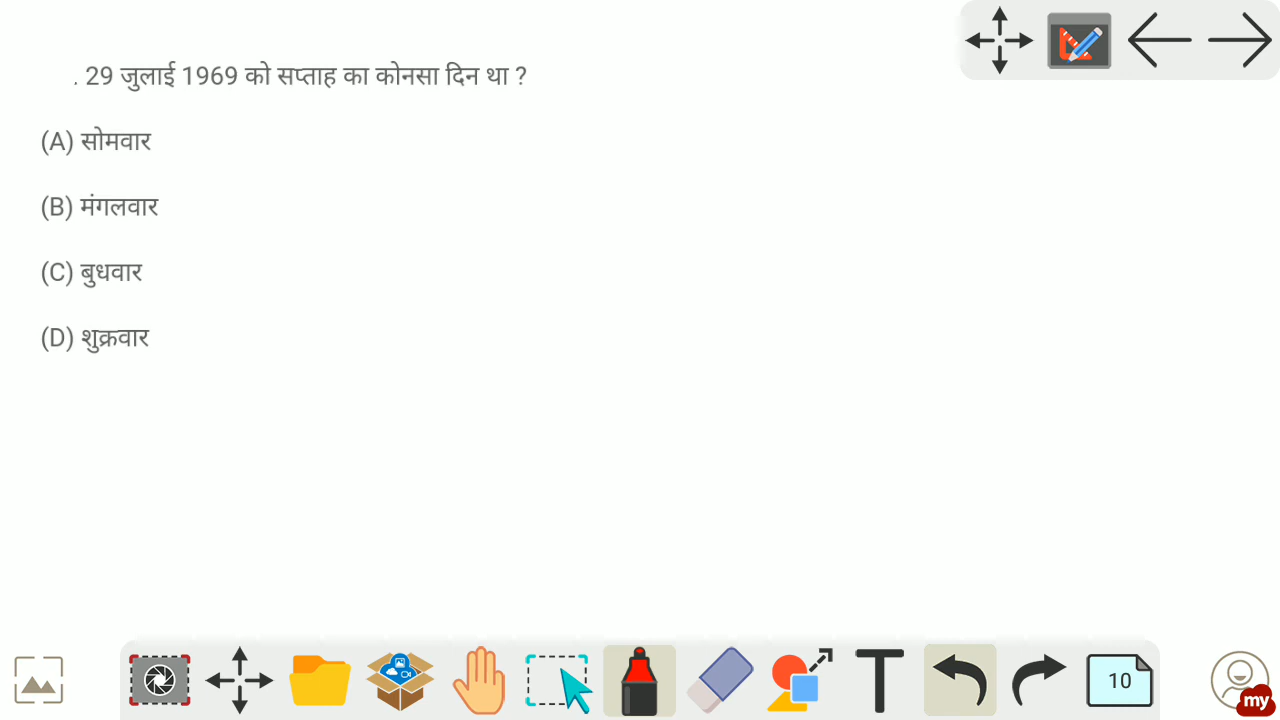 . 29 जुलाई 1969 को सप्ताह का कोनसा दिन था ?
(A) सोमवार
(B) मंगलवार
(C) बुधवार
(D) शुक्रवार
10
my